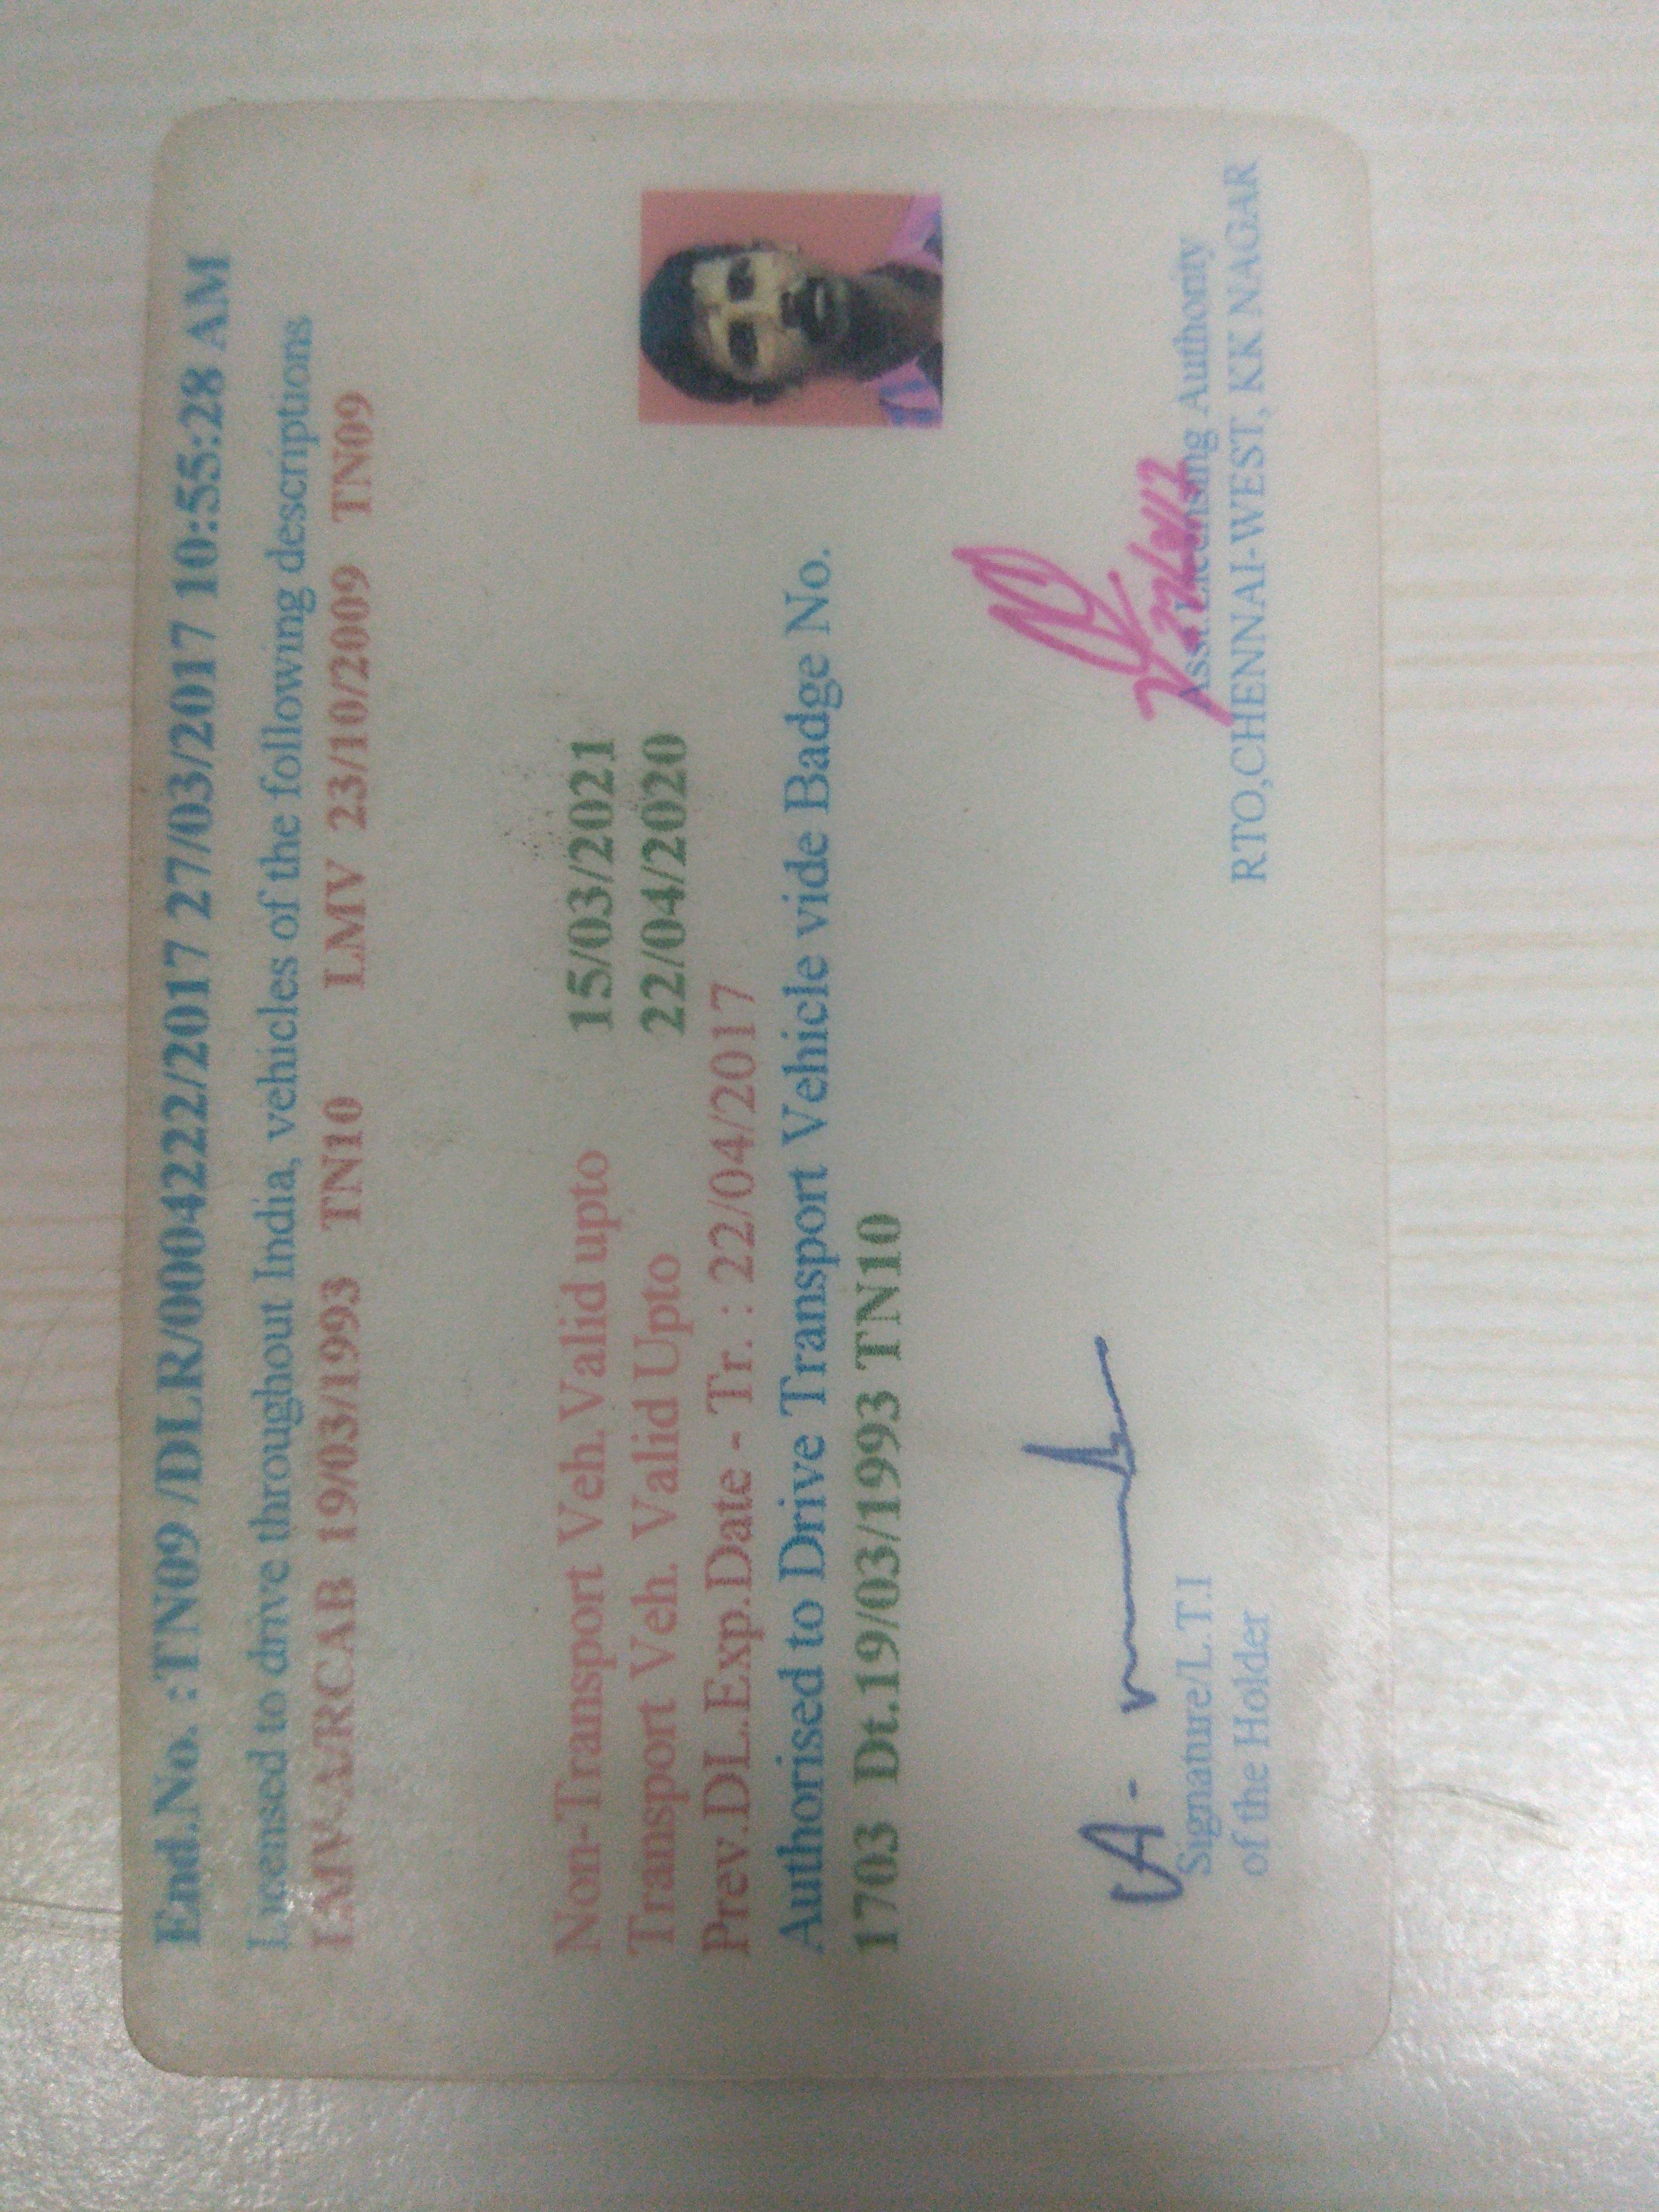 End.No. :TN09 /DLR/0004222/2017 27/03/2017 10:55:28 AM
Licensed to drive throughout India, vehicles of the following descriptions
LMV-ARCAB 19/03/1993 TN10 LMV 23/10/2009 TN09
Non-Transport Veh.Valid upto 15/03/2021
Transport Veh. Valid Upto 22/04/2020
Prev.DL.Exp.Date - Tr. : 22/04/2017
Authorised to Drive Transport Vehicle vide Badge No.
1703 Dt.19/03/1993 TN10
Signature/L.T.I
of the Holder
Asst.Licensing Authority
RTO,CHENNAI-WEST, KK NAGAR